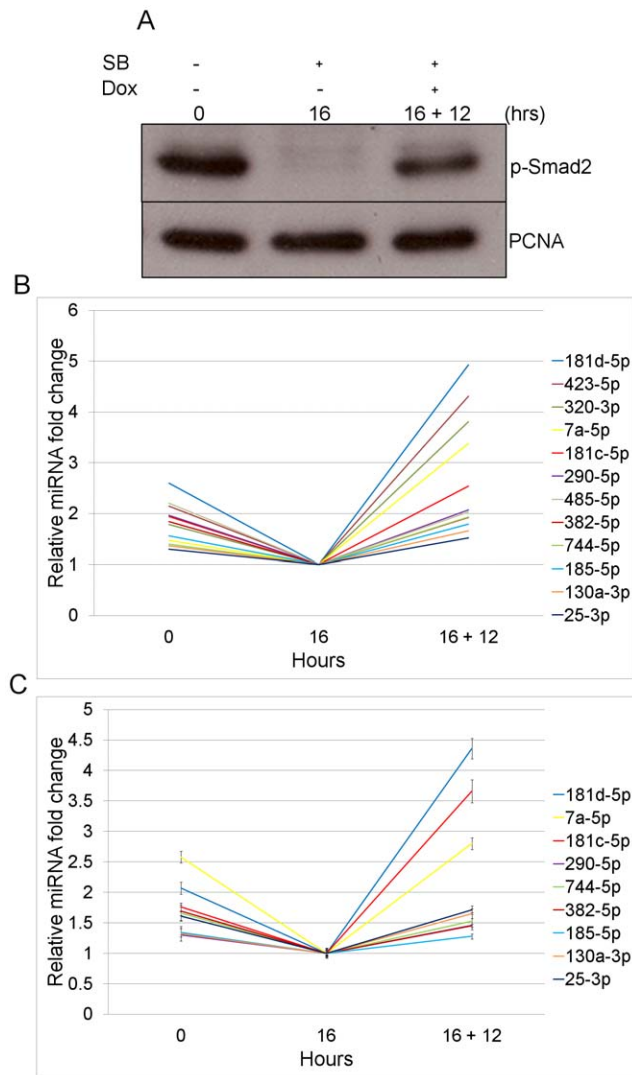 A
SB - + +
Dox - - +
0 16 16 + 12 (hrs)
p-Smad2
PCNA
B
Relative miRNA fold change
6
5
4
3
2
1
0
0 16 16 + 12
Hours
181d-5p
423-5p
320-3p
7a-5p
181c-5p
290-5p
485-5p
382-5p
744-5p
185-5p
130a-3p
25-3p
C
Relative miRNA fold change
5
4.5
4
3.5
3
2.5
2
1.5
1
0.5
0
0 16 16 + 12
Hours
181d-5p
7a-5p
181c-5p
290-5p
744-5p
382-5p
185-5p
130a-3p
25-3p